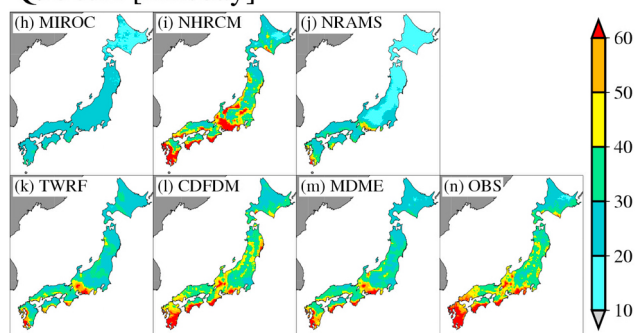 (h) MIROC
(i) NHRCM
(j) NRAMS
(k) TWRF
(l) CDFDM
(m) MDME
(n) OBS
60
50
40
30
20
10